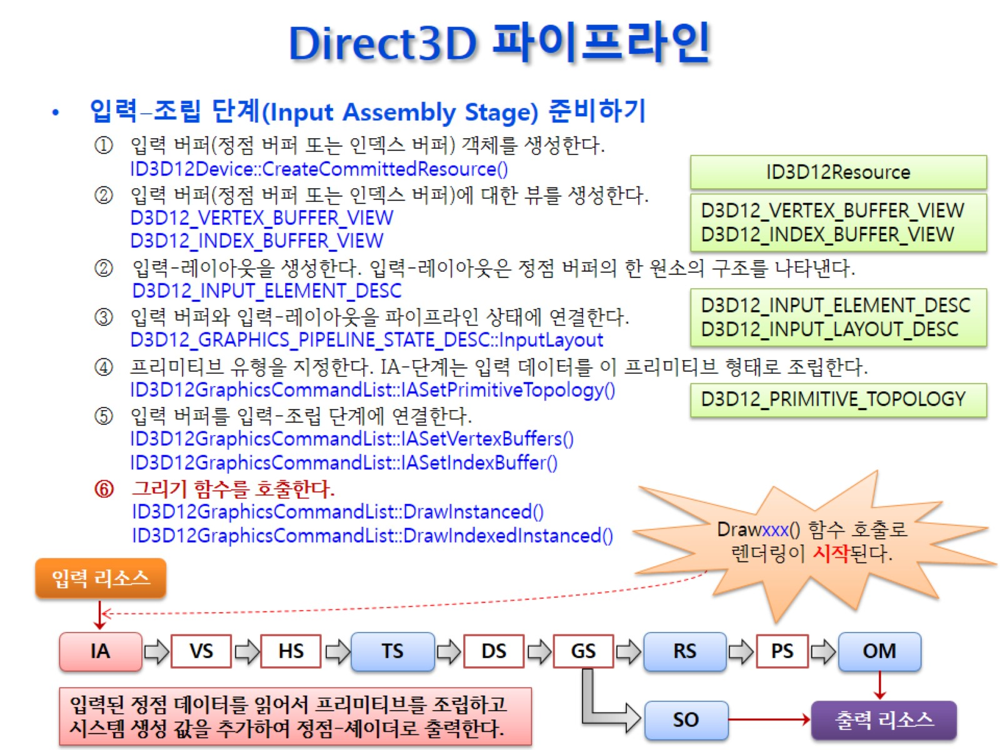 Direct3D 파이프라인
• 입력–조립 단계(Input Assembly Stage) 준비하기
① 입력 버퍼(정점 버퍼 또는 인덱스 버퍼) 객체를 생성한다.
ID3D12Device::CreateCommittedResource()
ID3D12Resource
② 입력 버퍼(정점 버퍼 또는 인덱스 버퍼)에 대한 뷰를 생성한다.
D3D12_VERTEX_BUFFER_VIEW
D3D12_INDEX_BUFFER_VIEW
D3D12_VERTEX_BUFFER_VIEW
D3D12_INDEX_BUFFER_VIEW
② 입력-레이아웃을 생성한다. 입력-레이아웃은 정점 버퍼의 한 원소의 구조를 나타낸다.
D3D12_INPUT_ELEMENT_DESC
③ 입력 버퍼와 입력-레이아웃을 파이프라인 상태에 연결한다.
D3D12_GRAPHICS_PIPELINE_STATE_DESC::InputLayout
D3D12_INPUT_ELEMENT_DESC
D3D12_INPUT_LAYOUT_DESC
④ 프리미티브 유형을 지정한다. IA-단계는 입력 데이터를 이 프리미티브 형태로 조립한다.
ID3D12GraphicsCommandList::IASetPrimitiveTopology()
D3D12_PRIMITIVE_TOPOLOGY
⑤ 입력 버퍼를 입력-조립 단계에 연결한다.
ID3D12GraphicsCommandList::IASetVertexBuffers()
ID3D12GraphicsCommandList::IASetIndexBuffer()
⑥ 그리기 함수를 호출한다.
ID3D12GraphicsCommandList::DrawInstanced()
ID3D12GraphicsCommandList::DrawIndexedInstanced()
Drawxxx() 함수 호출로
렌더링이 시작된다.
입력 리소스
IA VS HS TS DS GS RS PS OM
입력된 정점 데이터를 읽어서 프리미티브를 조립하고
시스템 생성 값을 추가하여 정점-셰이더로 출력한다.
SO
출력 리소스